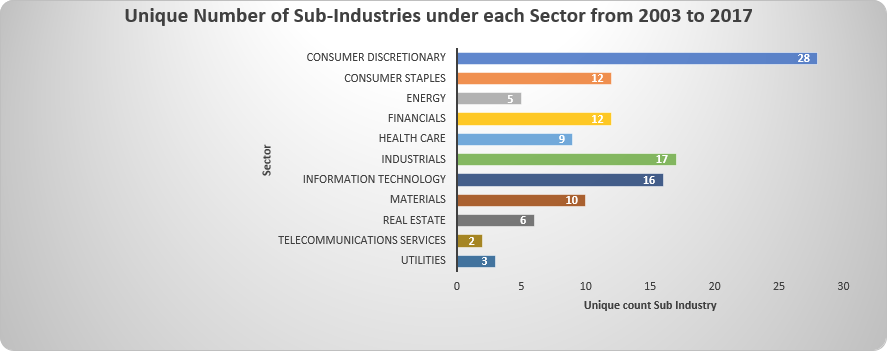 Unique Number of Sub-Industries under each Sector from 2003 to 2017
Sector
CONSUMER DISCRETIONARY 28
CONSUMER STAPLES 12
ENERGY 5
FINANCIALS 12
HEALTH CARE 9
INDUSTRIALS 17
INFORMATION TECHNOLOGY 16
MATERIALS 10
REAL ESTATE 6
TELECOMMUNICATIONS SERVICES 2
UTILITIES 3
0 5 10 15 20 25 30
Unique count Sub Industry